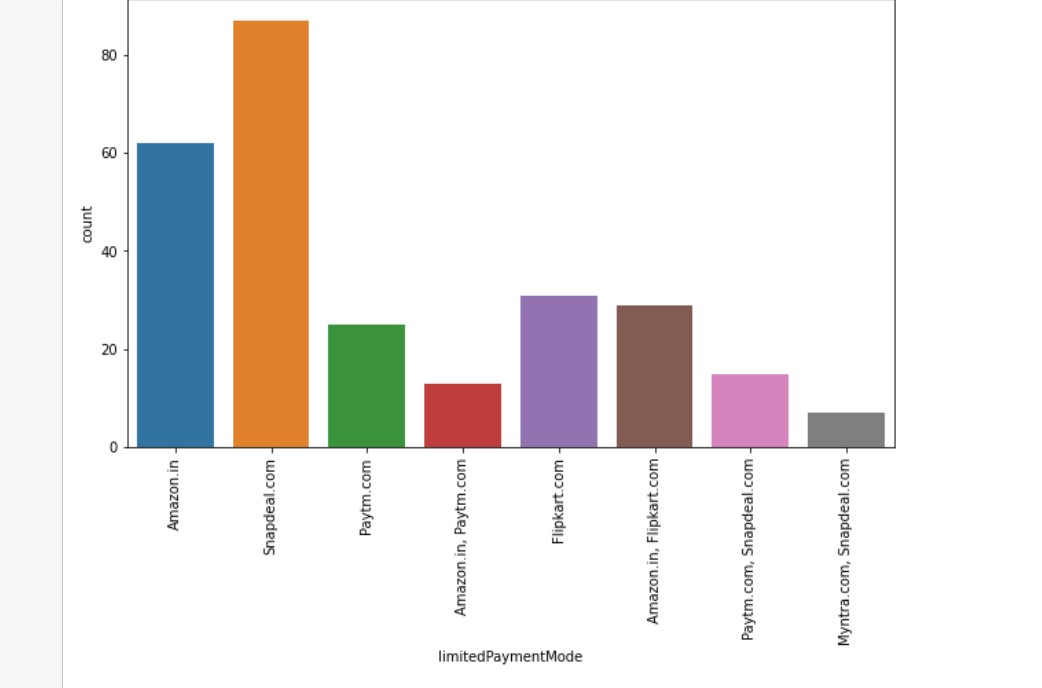 80
60
40
20
0
count
Amazon.in
Snapdeal.com
Paytm.com
Amazon.in, Paytm.com
Flipkart.com
Amazon.in, Flipkart.com
Paytm.com, Snapdeal.com
Myntra.com, Snapdeal.com
limitedPaymentMode